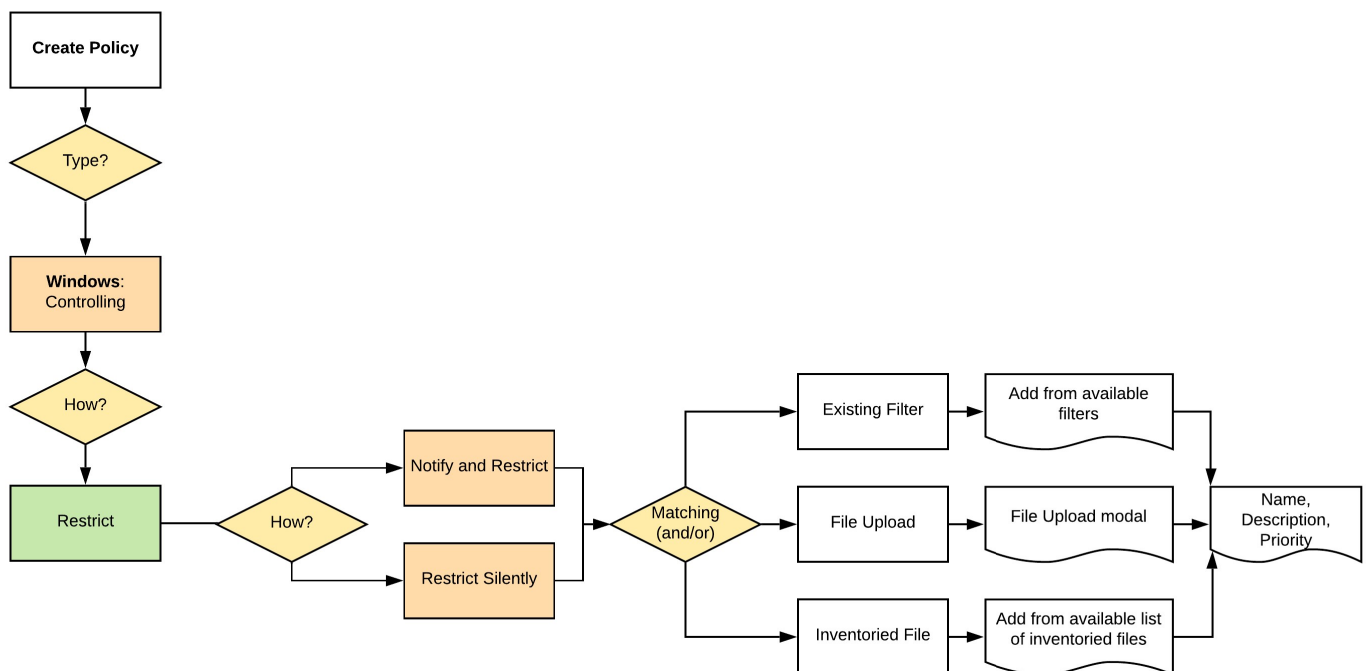 Create Policy
Type?
Windows:
Controlling
How?
Restrict
How?
Notify and Restrict
Restrict Silently
Matching
(and/or)
Existing Filter
Add from available
filters
File Upload
File Upload modal
Inventoried File
Add from available list
of inventoried files
Name,
Description,
Priority